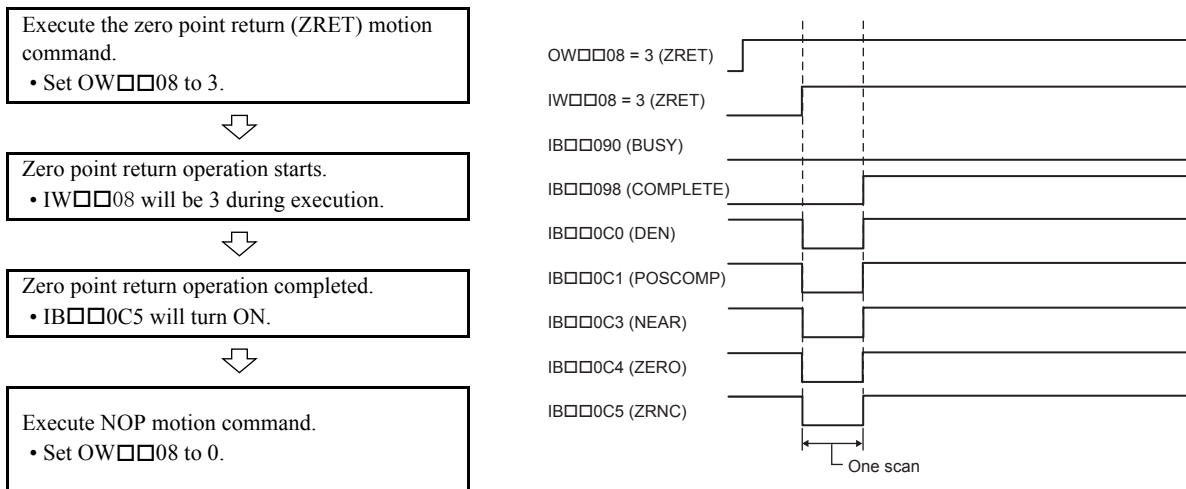 Execute the zero point return (ZRET) motion
command.
• Set OW□□08 to 3.
Zero point return operation starts.
• IW□□08 will be 3 during execution.
Zero point return operation completed.
• IB□□0C5 will turn ON.
Execute NOP motion command.
• Set OW□□08 to 0.
OW□□08 = 3 (ZRET)
IW□□08 = 3 (ZRET)
IB□□090 (BUSY)
IB□□098 (COMPLETE)
IB□□0C0 (DEN)
IB□□0C1 (POSCOMP)
IB□□0C3 (NEAR)
IB□□0C4 (ZERO)
IB□□0C5 (ZRNC)
One scan